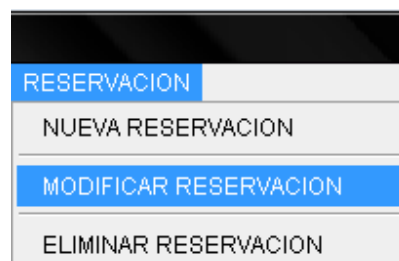 RESERVACION
NUEVA RESERVACION
MODIFICAR RESERVACION
ELIMINAR RESERVACION